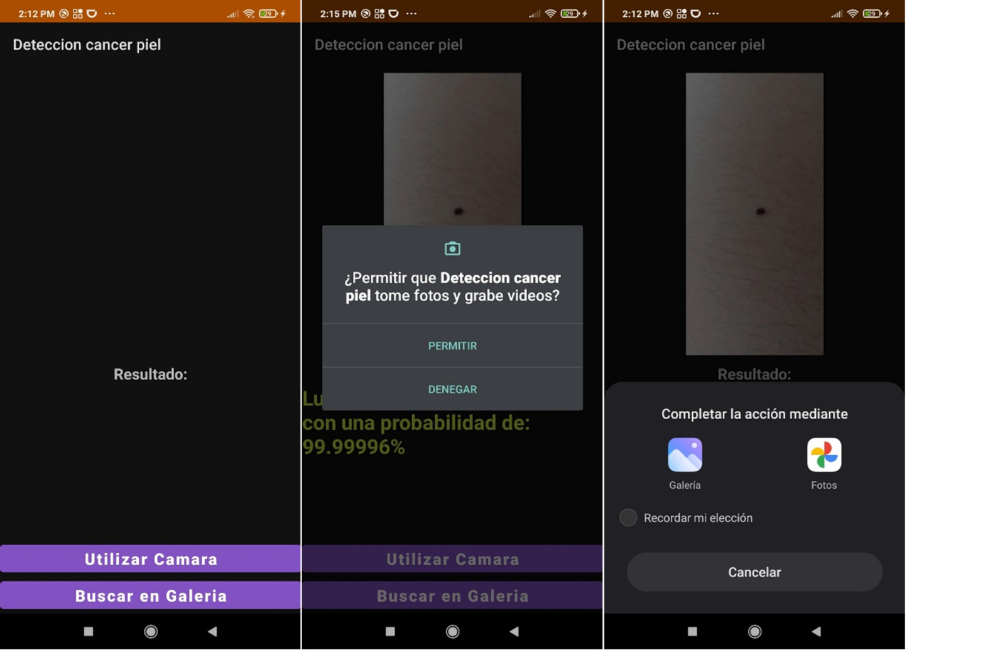 2:12 PM
29
Deteccion cancer piel
Resultado:
Utilizar Camara
Buscar en Galeria
2:15 PM
29
Deteccion cancer piel
¿Permitir que Deteccion cancer
piel tome fotos y grabe videos?
PERMITIR
DENEGAR
Lu
con una probabilidad de:
99.99996%
Utilizar Camara
Buscar en Galeria
2:12 PM
29
Deteccion cancer piel
Resultado:
Completar la acción mediante
Galería
Fotos
Recordar mi elección
Cancelar